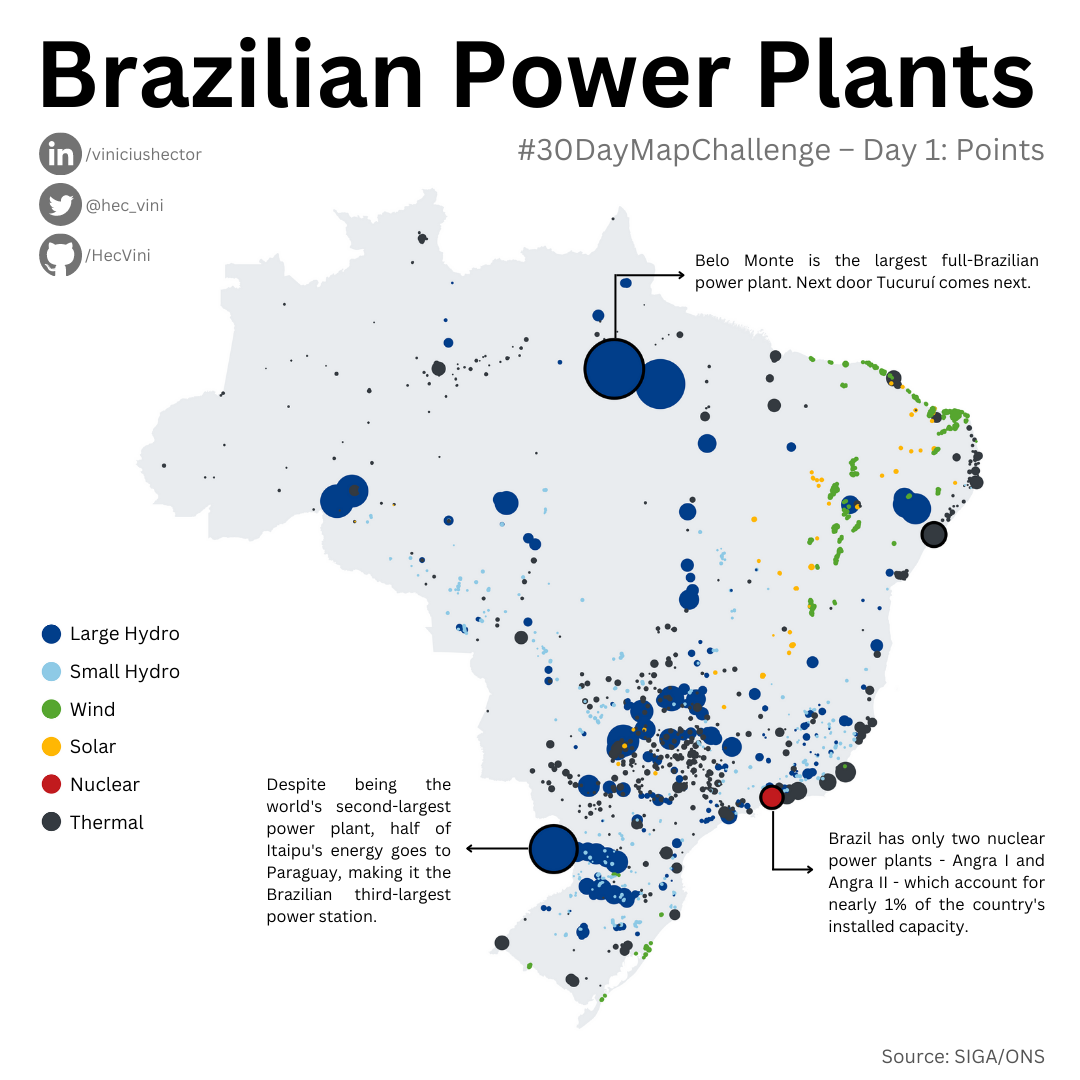 Brazilian Power Plants
/viniciushector
#30DayMapChallenge – Day 1: Points
@hec_vini
/HecVini
Belo Monte is the largest full-Brazilian
power plant. Next door Tucuruí comes next.
Large Hydro
Small Hydro
Wind
Solar
Nuclear
Thermal
Despite being the
world's second-largest
power plant, half of
Itaipu's energy goes to
Paraguay, making it the
Brazilian third-largest
power station.
Brazil has only two nuclear
power plants - Angra I and
Angra II - which account for
nearly 1% of the country's
installed capacity.
Source: SIGA/ONS